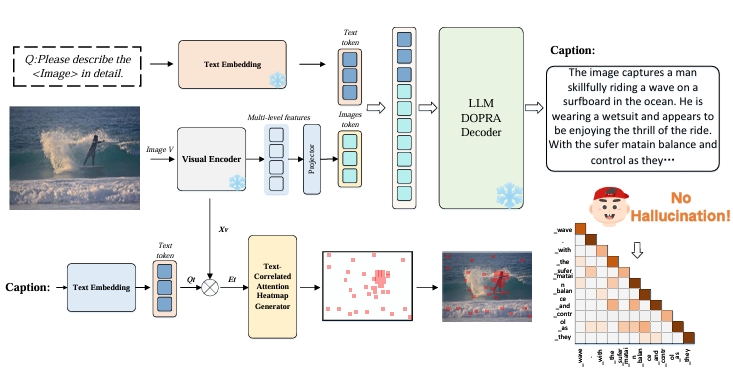 Q:Please describe the
<Image> in detail.
Text Embedding
Text
token
Image V
Visual Encoder
Multi-level features
Projector
Images
token
LLM
DOPRA
Decoder
Caption:
The image captures a man
skillfully riding a wave on a
surfboard in the ocean. He is
wearing a wetsuit and appears to
be enjoying the thrill of the ride.
With the sufer matain balance and
control as they···
No
Hallucination!
Xv
Caption:
Text Embedding
Text
token
Qt
Et
Text-
Correlated
Attention
Heatmap
Generator
_wave
.
_with
_the
_sufer
_matai
n
_balan
ce
_and
_contr
ol
_as
_they
_wave
.
_with
_the
_sufer
_matai
n
_balan
ce
_and
_contr
ol
_as
_they